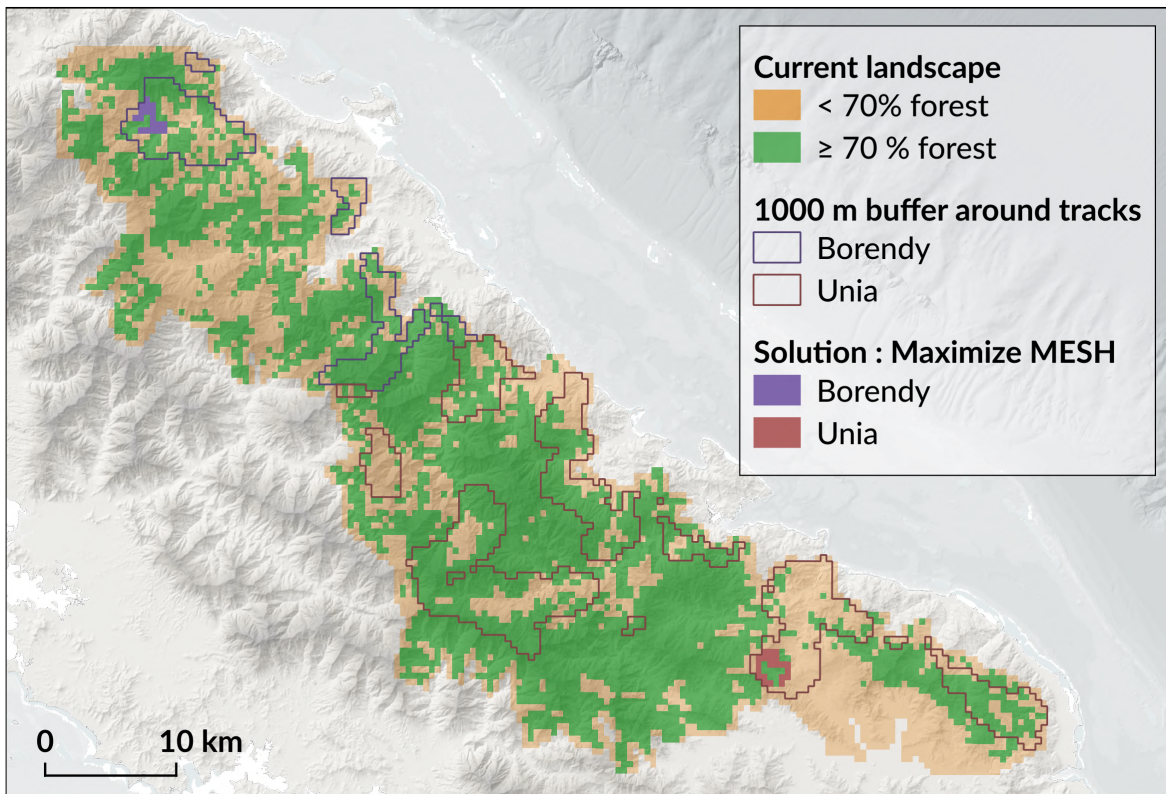 Current landscape
< 70% forest
≥ 70 % forest
1000 m buffer around tracks
Borendy
Unia
Solution : Maximize MESH
Borendy
Unia
0 10 km